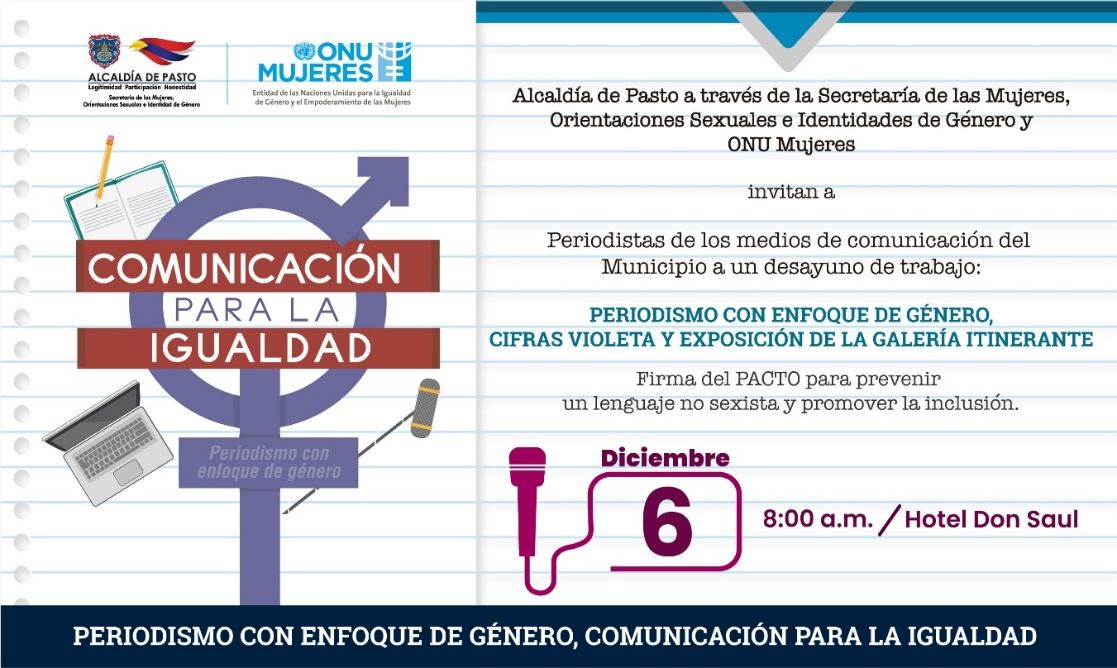 ALCALDÍA DE PASTO
Legitimidad Participación Honestidad
Secretaría de las Mujeres,
Orientaciones Sexuales e Identidad de Género
ONU
MUJERES
Entidad de las Naciones Unidas para la Igualdad
de Género y el Empoderamiento de las Mujeres
COMUNICACIÓN
PARA LA
IGUALDAD
Periodismo con
enfoque de género
Alcaldía de Pasto a través de la Secretaría de las Mujeres,
Orientaciones Sexuales e Identidades de Género y
ONU Mujeres
invitan a
Periodistas de los medios de comunicación del
Municipio a un desayuno de trabajo:
PERIODISMO CON ENFOQUE DE GÉNERO,
CIFRAS VIOLETA Y EXPOSICIÓN DE LA GALERÍA ITINERANTE
Firma del PACTO para prevenir
un lenguaje no sexista y promover la inclusión.
Diciembre
6
8:00 a.m. / Hotel Don Saul
PERIODISMO CON ENFOQUE DE GÉNERO, COMUNICACIÓN PARA LA IGUALDAD